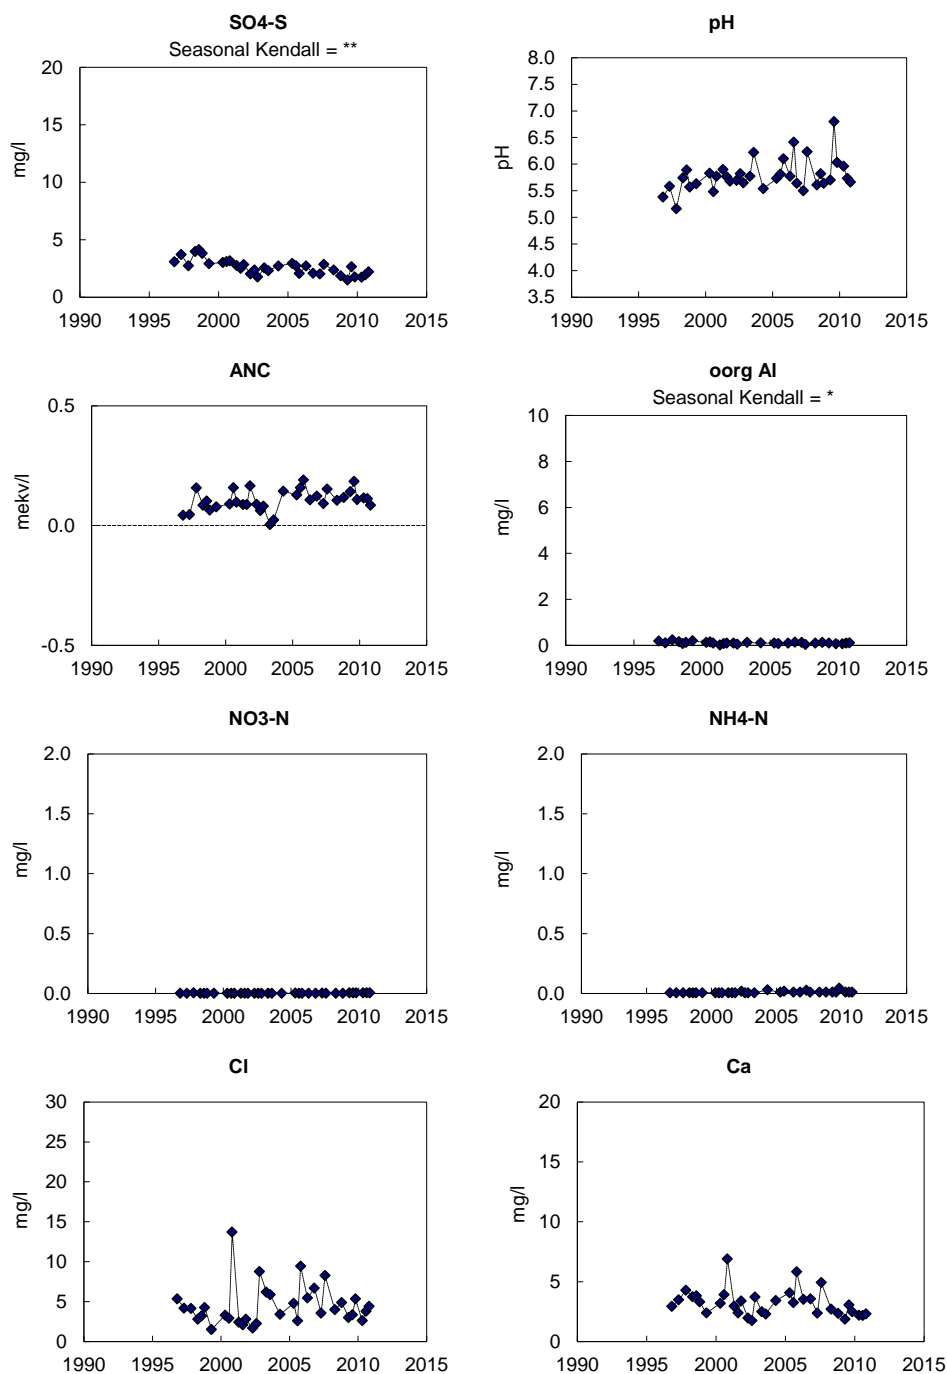 SO4-S
Seasonal Kendall = **
20
15
10
5
0
mg/l
1990 1995 2000 2005 2010 2015
pH
8.0
7.5
7.0
6.5
6.0
5.5
5.0
4.5
4.0
3.5
pH
1990 1995 2000 2005 2010 2015
ANC
0.5
0.0
-0.5
mekv/l
1990 1995 2000 2005 2010 2015
oorg Al
Seasonal Kendall = *
10
8
6
4
2
0
mg/l
1990 1995 2000 2005 2010 2015
NO3-N
2.0
1.5
1.0
0.5
0.0
mg/l
1990 1995 2000 2005 2010 2015
NH4-N
2.0
1.5
1.0
0.5
0.0
mg/l
1990 1995 2000 2005 2010 2015
Cl
30
25
20
15
10
5
0
mg/l
1990 1995 2000 2005 2010 2015
Ca
20
15
10
5
0
mg/l
1990 1995 2000 2005 2010 2015